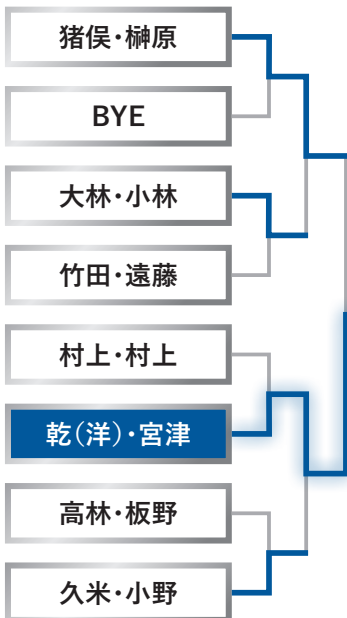 猪俣・榊原
BYE
大林・小林
竹田・遠藤
村上・村上
乾(洋)・宮津
高林・板野
久米・小野